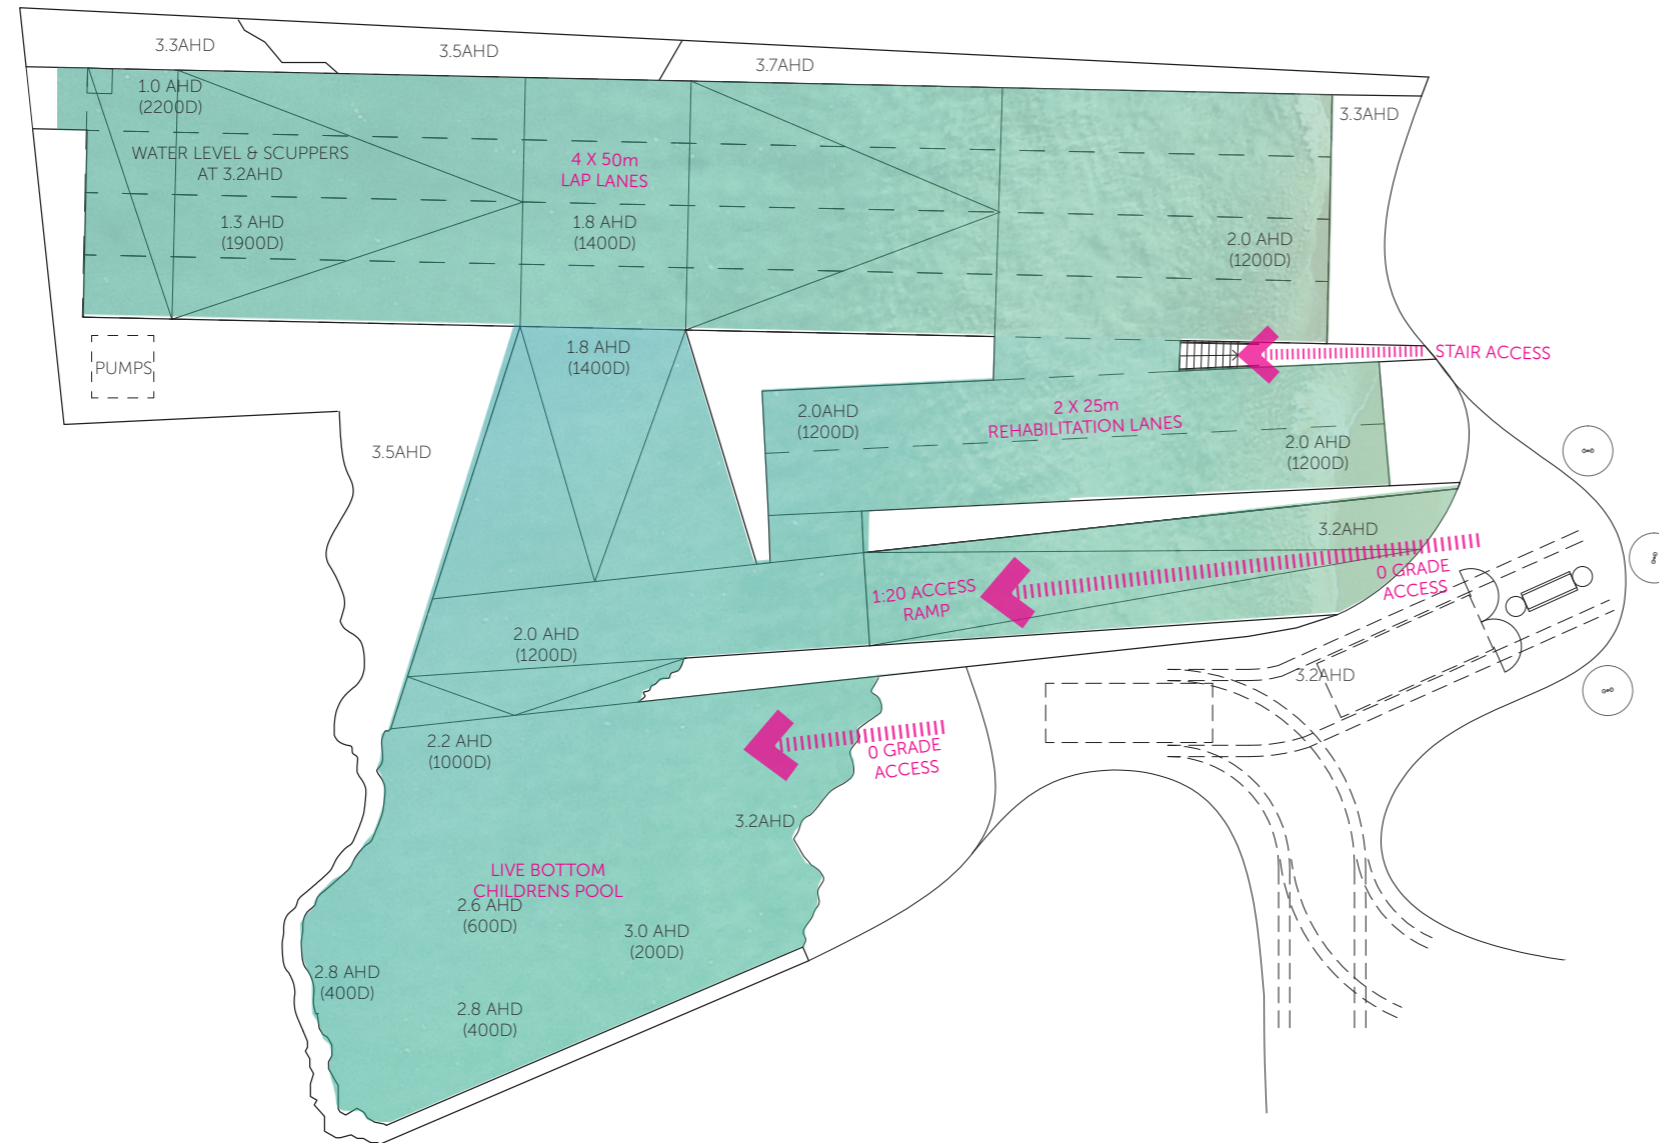 3.3AHD
3.5AHD
3.7AHD
3.3AHD
1.0 AHD
(2200D)
WATER LEVEL & SCUPPERS
AT 3.2AHD
4 X 50m
LAP LANES
1.3 AHD
(1900D)
1.8 AHD
(1400D)
2.0 AHD
(1200D)
PUMPS
1.8 AHD
(1400D)
STAIR ACCESS
2.0AHD
(1200D)
2 X 25m
REHABILITATION LANES
2.0 AHD
(1200D)
3.5AHD
3.2AHD
0 GRADE
ACCESS
1:20 ACCESS
RAMP
2.0 AHD
(1200D)
3.2AHD
2.2 AHD
(1000D)
0 GRADE
ACCESS
3.2AHD
LIVE BOTTOM
CHILDRENS POOL
2.6 AHD
(600D)
3.0 AHD
(200D)
2.8 AHD
(400D)
2.8 AHD
(400D)